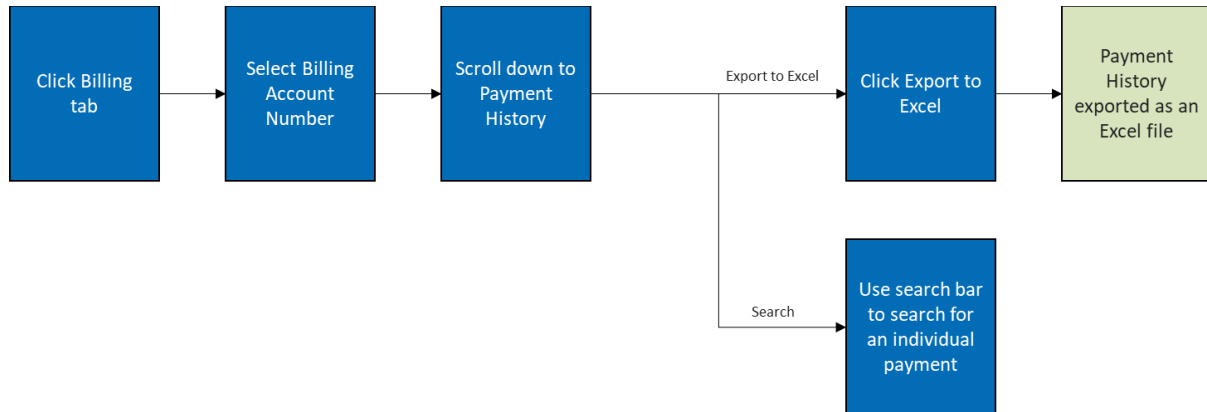 Click Billing
tab
Select Billing
Account
Number
Scroll down to
Payment
History
Export to Excel
Click Export to
Excel
Payment
History
exported as an
Excel file
Search
Use search bar
to search for
an individual
payment